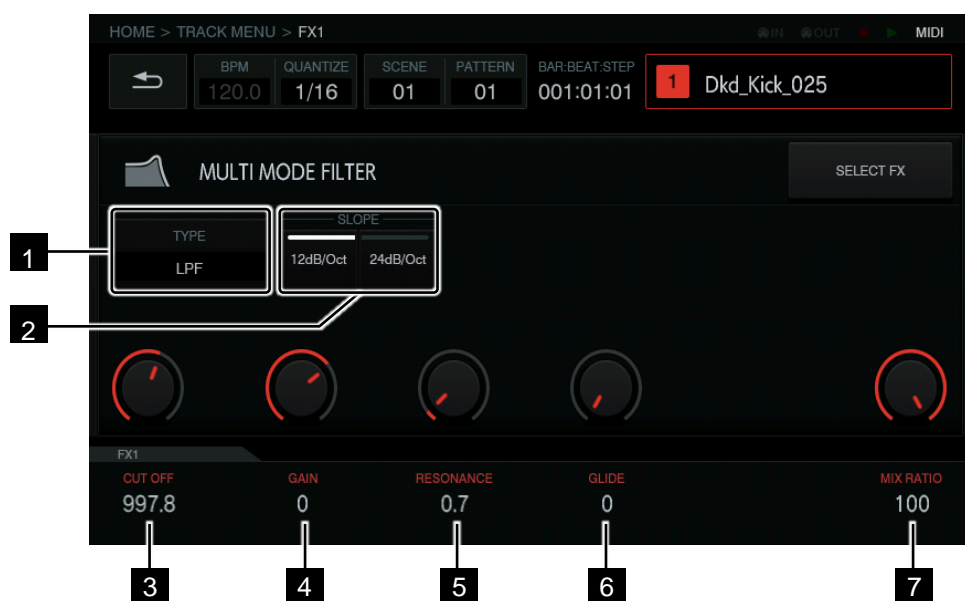 HOME > TRACK MENU > FX1
IN OUT MIDI
BPM QUANTIZE SCENE PATTERN BAR:BEAT:STEP
120.0 1/16 01 01 001:01:01 1 Dkd_Kick_025
MULTI MODE FILTER SELECT FX
TYPE SLOPE
LPF 12dB/Oct 24dB/Oct
1
2
FX1
CUT OFF GAIN RESONANCE GLIDE MIX RATIO
997.8 0 0.7 0 100
3 4 5 6 7